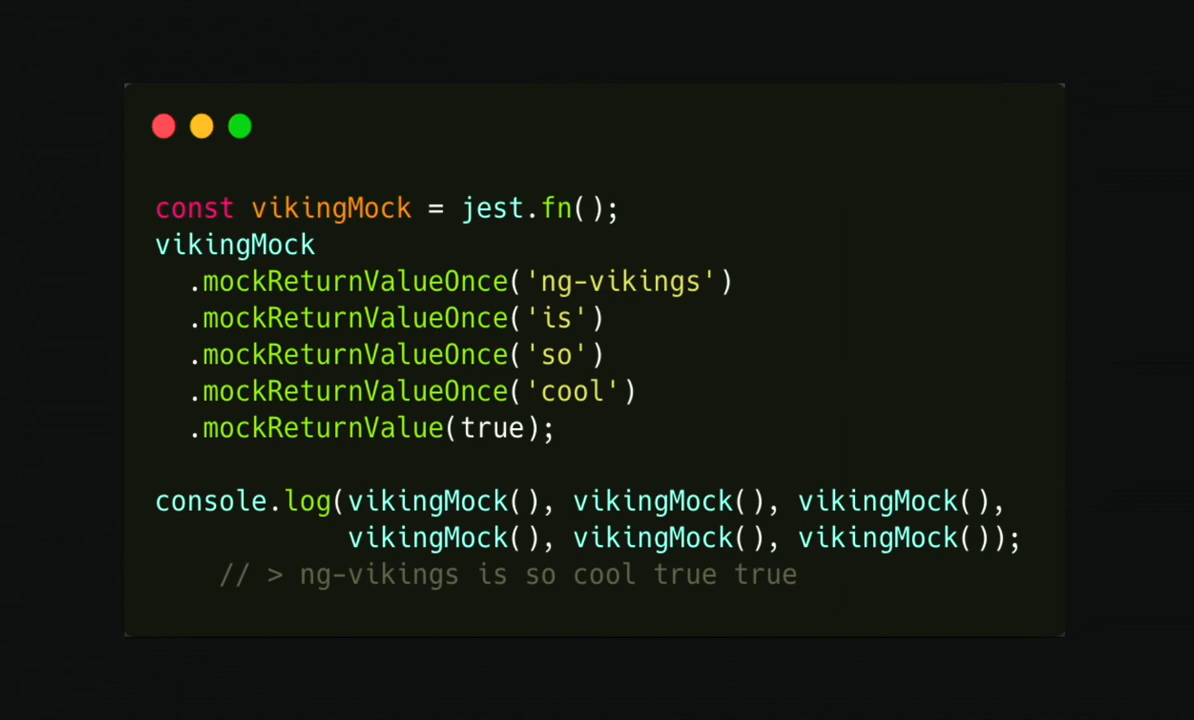 const vikingMock = jest.fn();
vikingMock
  .mockReturnValueOnce('ng-vikings')
  .mockReturnValueOnce('is')
  .mockReturnValueOnce('so')
  .mockReturnValueOnce('cool')
  .mockReturnValue(true);
console.log(vikingMock(), vikingMock(), vikingMock(),
            vikingMock(), vikingMock(), vikingMock());
    // > ng-vikings is so cool true true